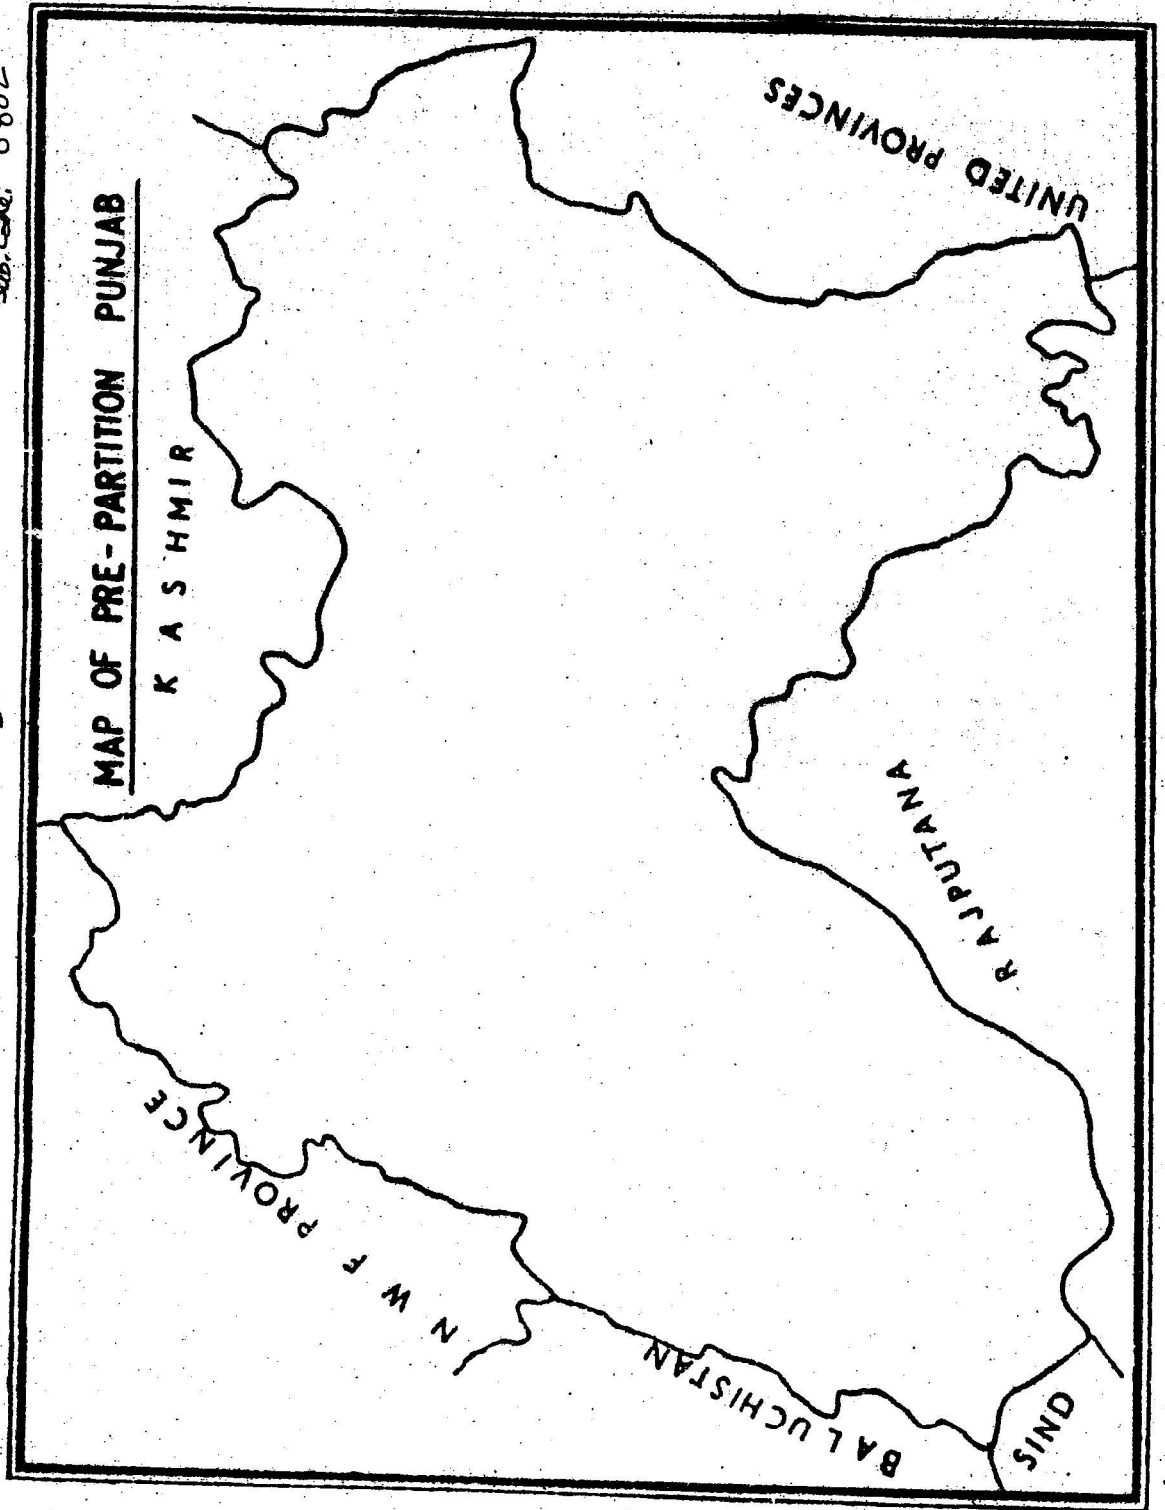 MAP OF PRE-PARTITION PUNJAB
KASHMIR
N W F PROVINCE
BALUCHISTAN
SIND
RAJPUTANA
UNITED PROVINCES